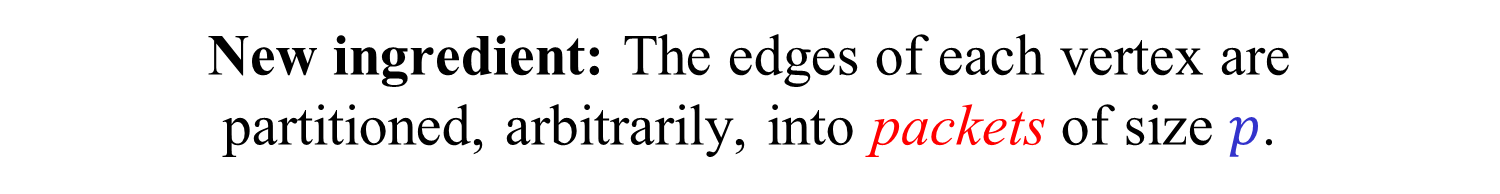 New ingredient: The edges of each vertex are
partitioned, arbitrarily, into packets of size p.